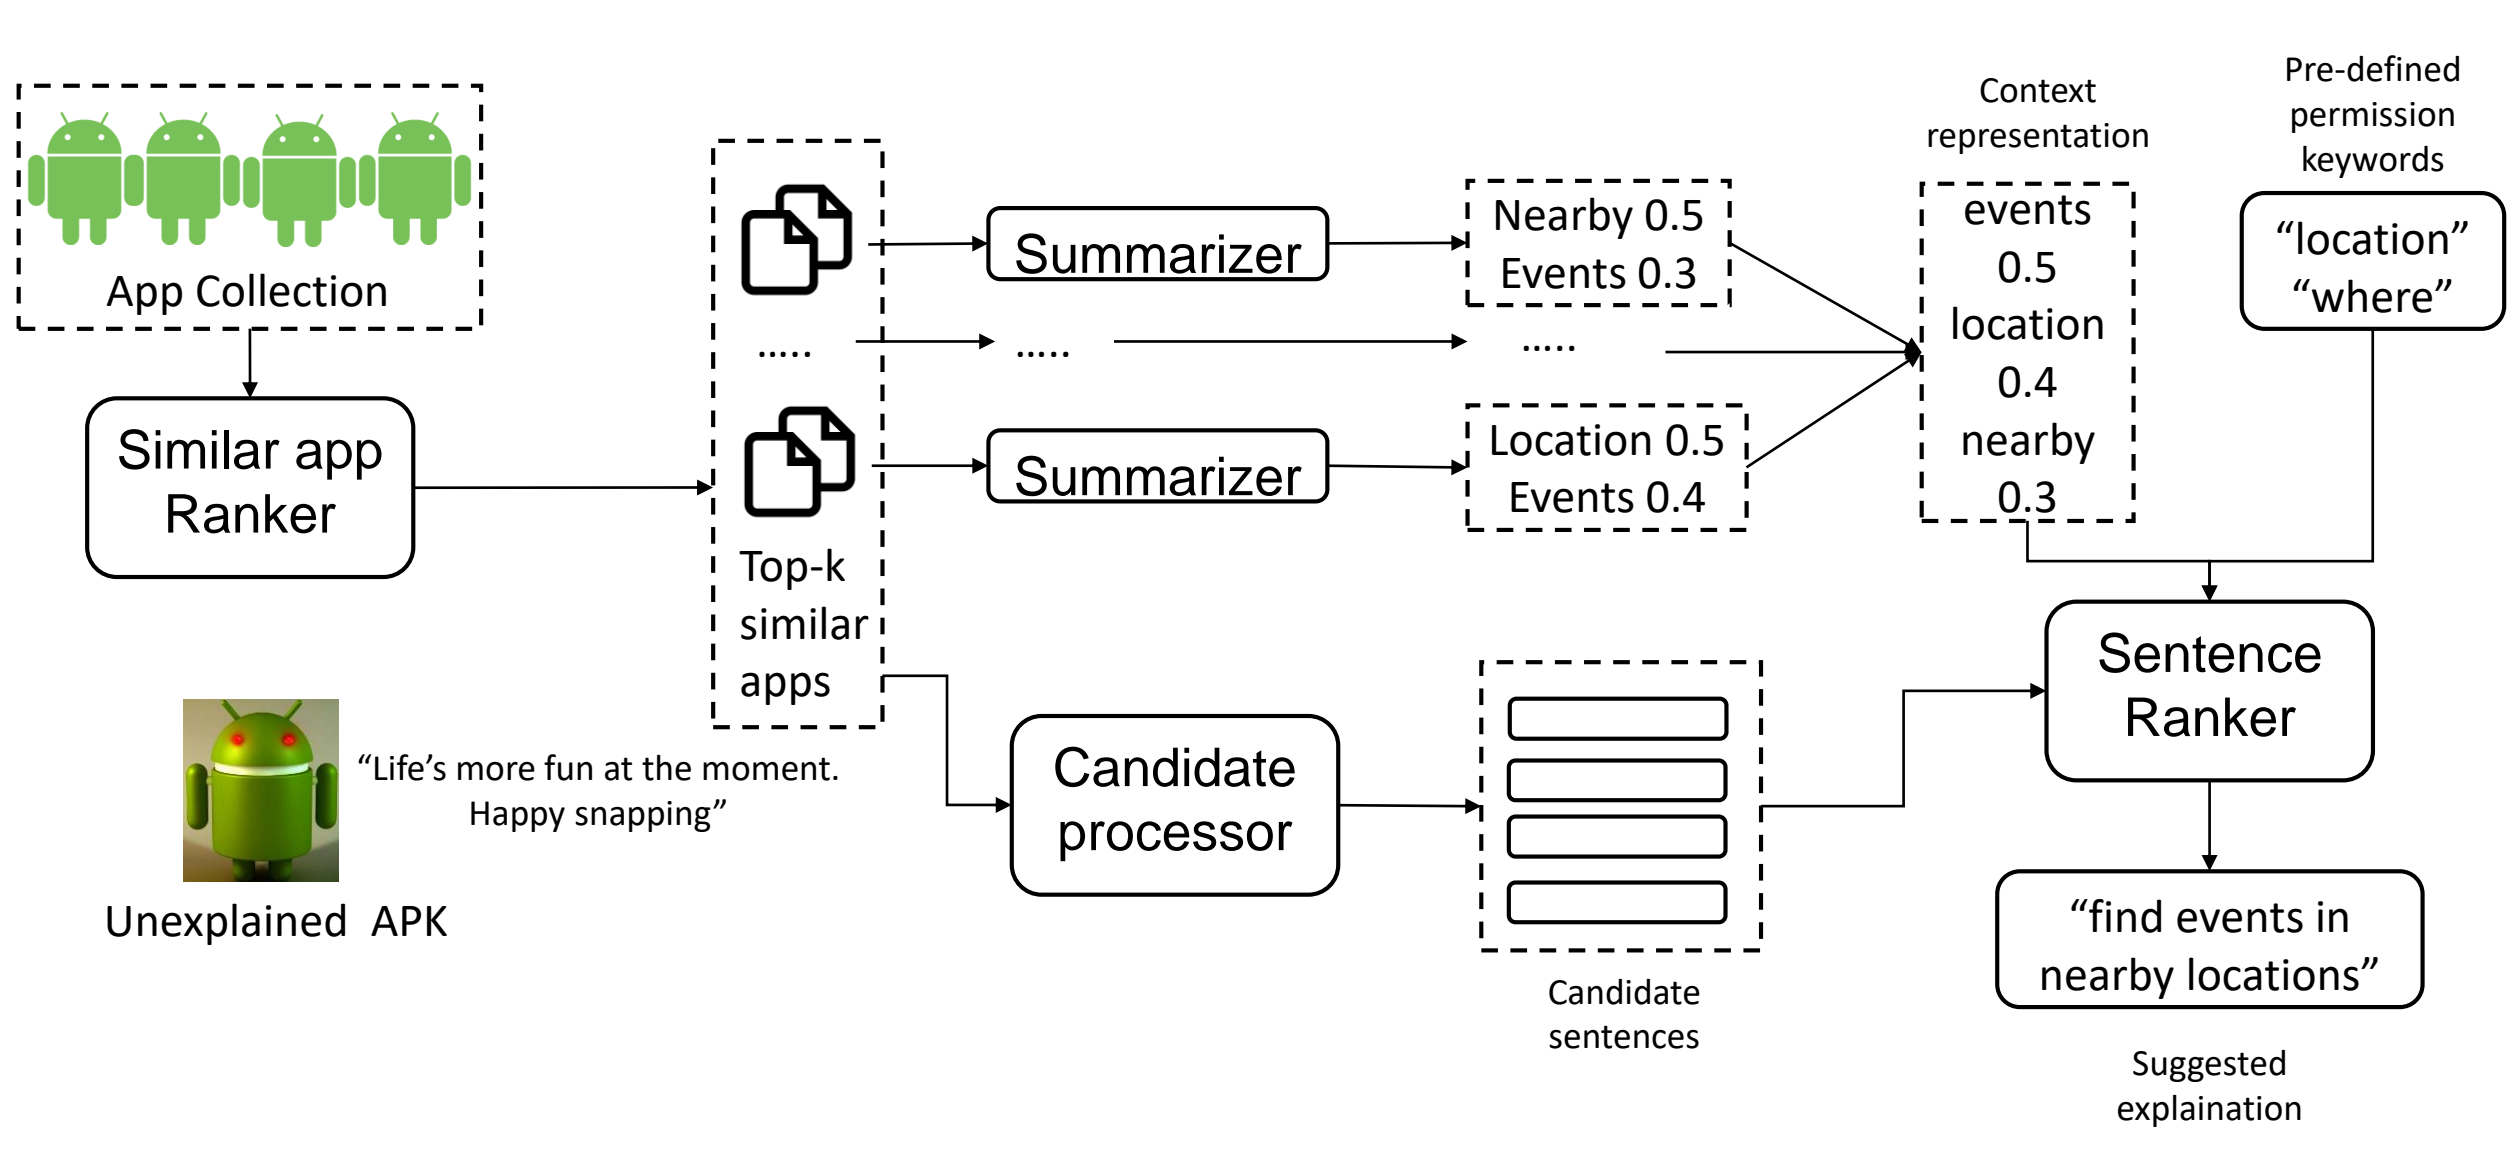 App Collection
Similar app
Ranker
Unexplained  APK
“Life’s more fun at the moment.
Happy snapping”
.....
Top-k
similar
apps
Summarizer
.....
Summarizer
Candidate
processor
Nearby 0.5
Events 0.3
.....
Location 0.5
Events 0.4
Candidate
sentences
Context
representation
events
0.5
location
0.4
nearby
0.3
Pre-defined
permission
keywords
“location”
“where”
Sentence
Ranker
“find events in
nearby locations”
Suggested
explaination